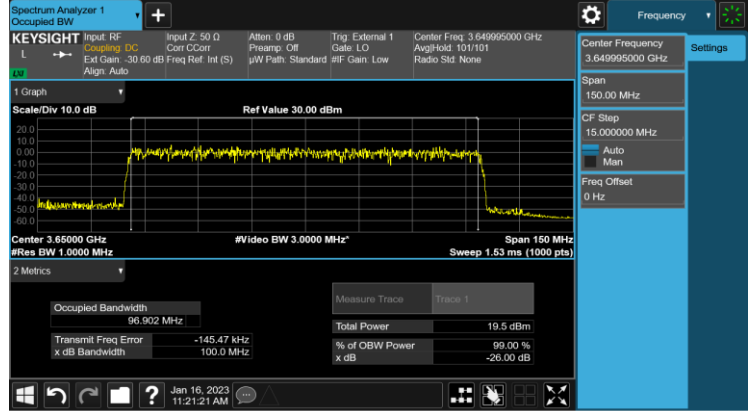 Spectrum Analyzer 1
Occupied BW
Frequency
KEYSIGHT
L
LXI
Input: RF
Coupling: DC
Ext Gain: -30.60 dB
Align: Auto
Input Z: 50 Ω
Corr CCorr
Freq Ref: Int (S)
Atten: 0 dB
Preamp: Off
µW Path: Standard
Trig: External 1
Gate: LO
#IF Gain: Low
Center Freq: 3.649995000 GHz
Avg|Hold: 101/101
Radio Std: None
Center Frequency
3.649995000 GHz
Settings
Span
150.00 MHz
CF Step
15.000000 MHz
Auto
Man
Freq Offset
0 Hz
1 Graph
Scale/Div 10.0 dB
Ref Value 30.00 dBm
20.0
10.0
0.00
-10.0
-20.0
-30.0
-40.0
-50.0
-60.0
Center 3.65000 GHz
#Video BW 3.0000 MHz*
Span 150 MHz
#Res BW 1.0000 MHz
Sweep 1.53 ms (1000 pts)
2 Metrics
Measure Trace
Trace 1
Occupied Bandwidth
96.902 MHz
Total Power
19.5 dBm
Transmit Freq Error
-145.47 kHz
% of OBW Power
99.00 %
x dB Bandwidth
100.0 MHz
x dB
-26.00 dB
Jan 16, 2023
11:21:21 AM